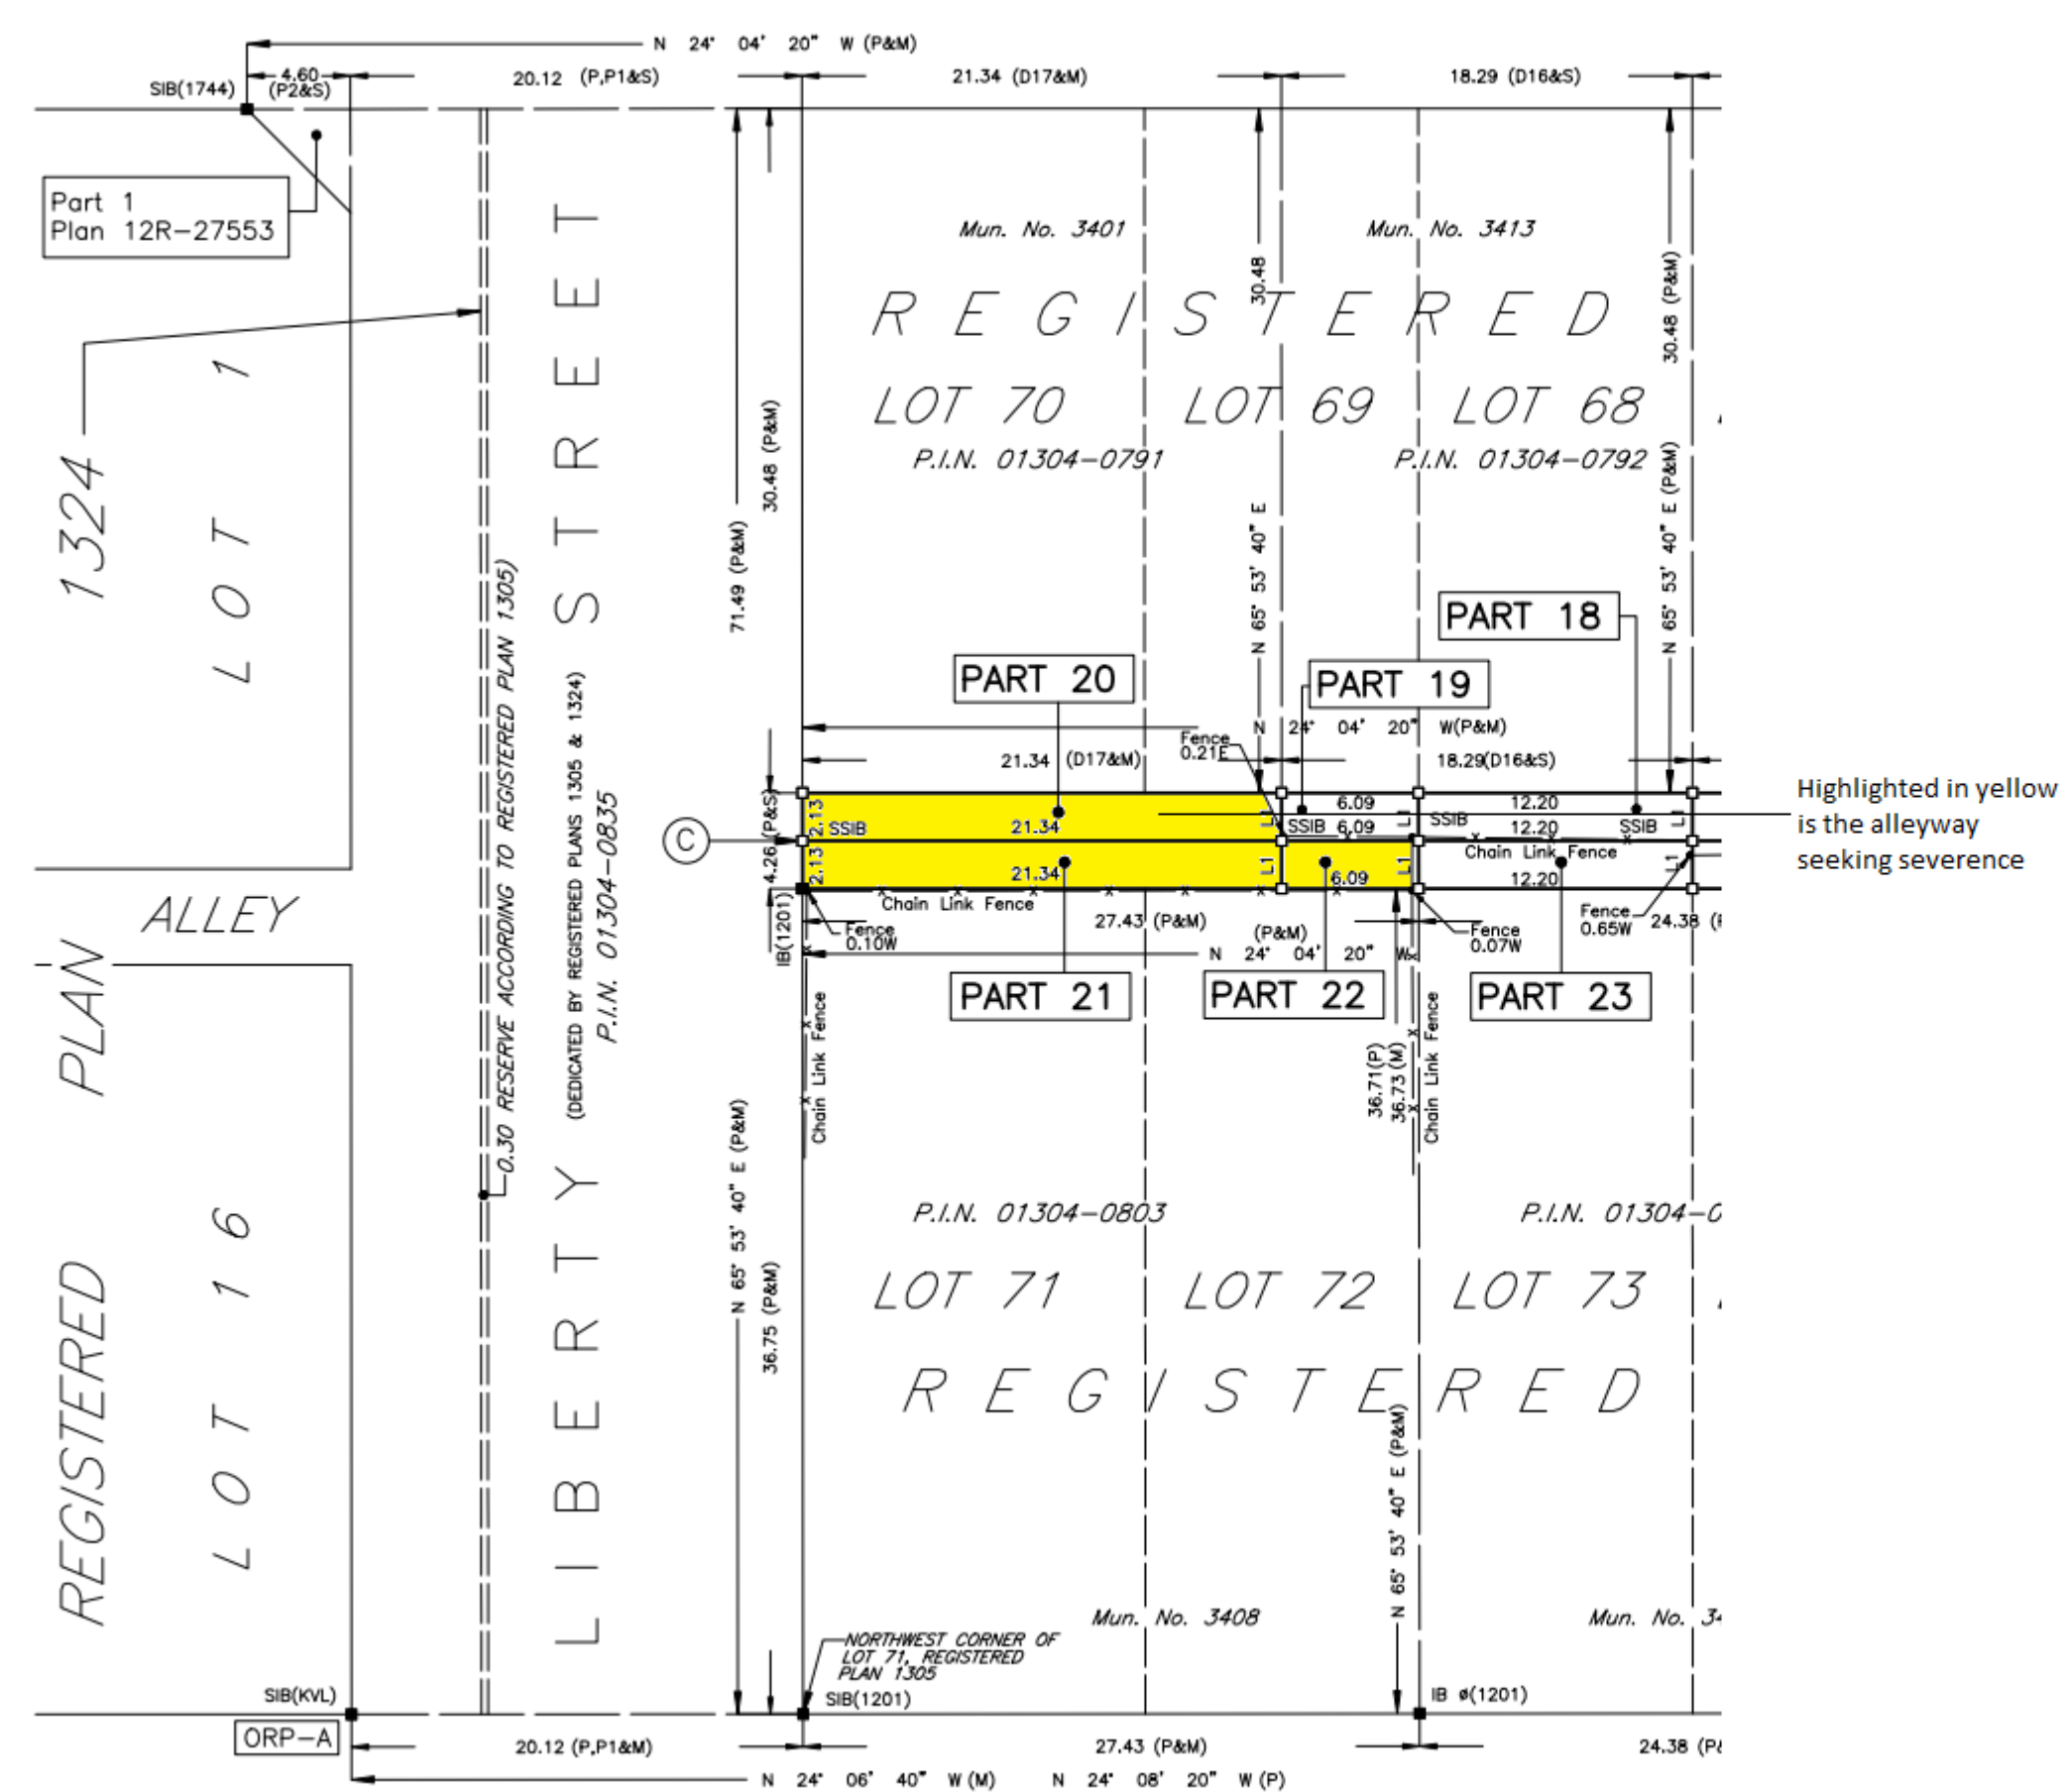 N 24° 04' 20" W (P&M)
SIB(1744)
4.60
(P2&S)
20.12 (P,P1&S)
21.34 (D17&M)
18.29 (D16&S)
Part 1
Plan 12R-27553
1324
LOT 1
0.30 RESERVE ACCORDING TO REGISTERED PLAN 1305)
LIBERTY STREET
(DEDICATED BY REGISTERED PLANS 1305 & 1324)
P.I.N. 01304-0835
71.49 (P&M)
30.48 (P&M)
Mun. No. 3401
Mun. No. 3413
30.48
30.48 (P&M)
REGISTERED
LOT 70
LOT 69
LOT 68
P.I.N. 01304-0791
P.I.N. 01304-0792
N 65° 53' 40" E
N 65° 53' 40" E (P&M)
PART 18
PART 20
PART 19
N 24° 04' 20" W(P&M)
Fence
0.21E
21.34 (D17&M)
18.29(D16&S)
4.26 (P&S)
2.13
SSIB
21.34
L1
SSIB
6.09
6.09
L1
SSIB
12.20
12.20
SSIB
L1
Highlighted in yellow
is the alleyway
seeking severence
C
2.13
21.34
L1
6.09
L1
Chain Link Fence
12.20
L1
IB(1201)
Chain Link Fence
Fence
0.10W
27.43 (P&M)
(P&M)
N 24° 04' 20" W
Fence
0.07W
Fence
0.65W
24.38
ALLEY
PART 21
PART 22
PART 23
Chain Link Fence
36.71(P)
36.73(M)
Chain Link Fence
REGISTERED PLAN
LOT 16
N 65° 53' 40" E (P&M)
36.75 (P&M)
P.I.N. 01304-0803
P.I.N. 01304-0
LOT 71
LOT 72
LOT 73
REGISTERED
N 65° 53' 40" E (P&M)
Mun. No. 3408
Mun. No. 34
NORTHWEST CORNER OF
LOT 71, REGISTERED
PLAN 1305
SIB(KVL)
SIB(1201)
IB ø(1201)
ORP-A
20.12 (P,P1&M)
27.43 (P&M)
24.38
N 24° 06' 40" W (M) N 24° 08' 20" W (P)